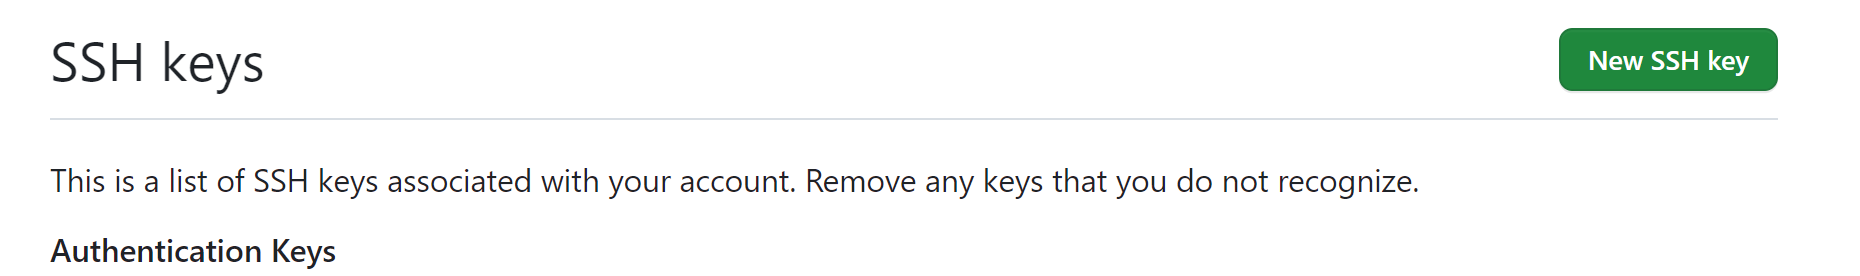 SSH keys
New SSH key
This is a list of SSH keys associated with your account. Remove any keys that you do not recognize.
Authentication Keys